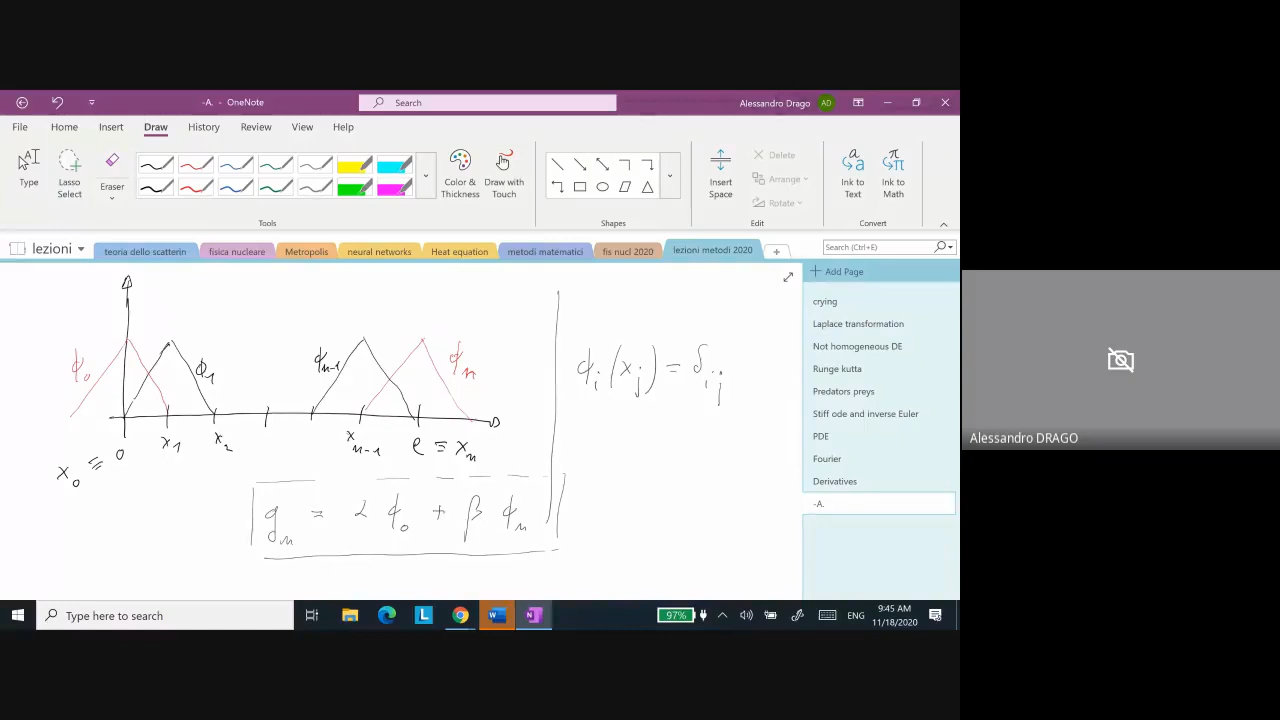 -A. - OneNote
Search
Alessandro Drago
AD
File Home Insert Draw History Review View Help
Type
Lasso Select
Eraser
Color & Thickness
Draw with Touch
Insert Space
Delete
Arrange
Rotate
Ink to Text
Ink to Math
Tools
Shapes
Edit
Convert
lezioni
teoria dello scatterin
fisica nucleare
Metropolis
neural networks
Heat equation
metodi matematici
fis nucl 2020
lezioni metodi 2020
Search (Ctrl+E)
Add Page
crying
Laplace transformation
Not homogeneous DE
Runge kutta
Predators preys
Stiff ode and inverse Euler
PDE
Fourier
Derivatives
-A.
ϕ₀ ϕ₁ ϕₙ₋₁ ϕₙ
x₀ ≡ 0 x₁ x₂ xₙ₋₁ ℓ ≡ xₙ
gₙ = α ϕ₀ + β ϕₙ
ϕᵢ(xⱼ) = δᵢⱼ
Alessandro DRAGO
Type here to search
97%
ENG
9:45 AM
11/18/2020